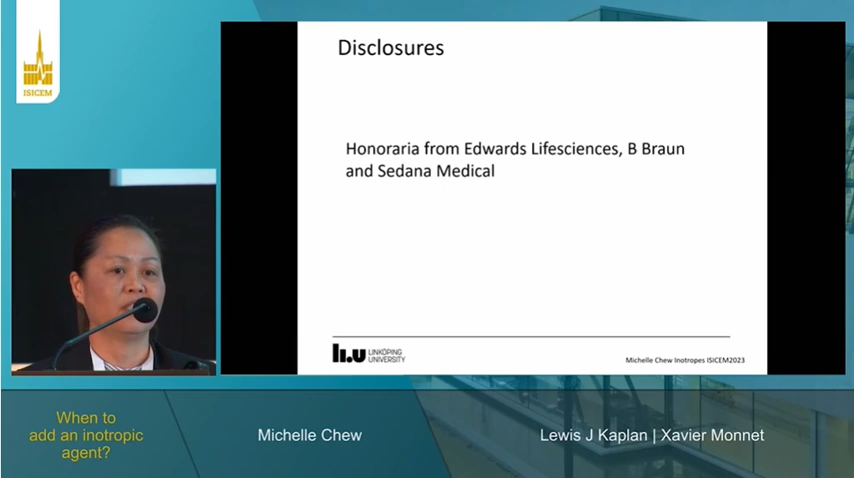 ISICEM
Disclosures
Honoraria from Edwards Lifesciences, B Braun
and Sedana Medical
li.u LINKÖPING
UNIVERSITY
Michelle Chew Inotropes ISICEM2023
When to
add an inotropic
agent?
Michelle Chew
Lewis J Kaplan | Xavier Monnet